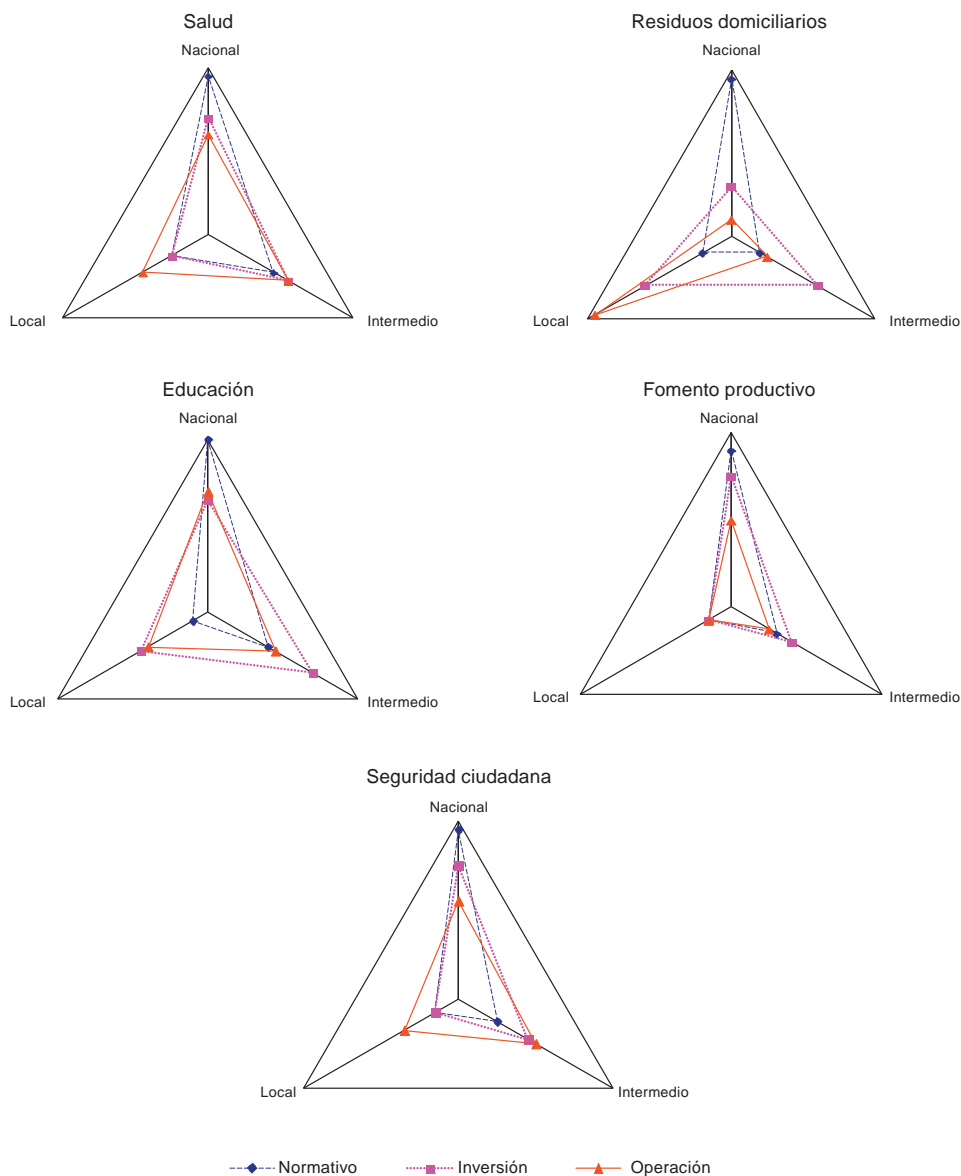 Salud
Nacional
Local
Intermedio
Residuos domiciliarios
Nacional
Local
Intermedio
Educación
Nacional
Local
Intermedio
Fomento productivo
Nacional
Local
Intermedio
Seguridad ciudadana
Nacional
Local
Intermedio
Normativo Inversión Operación